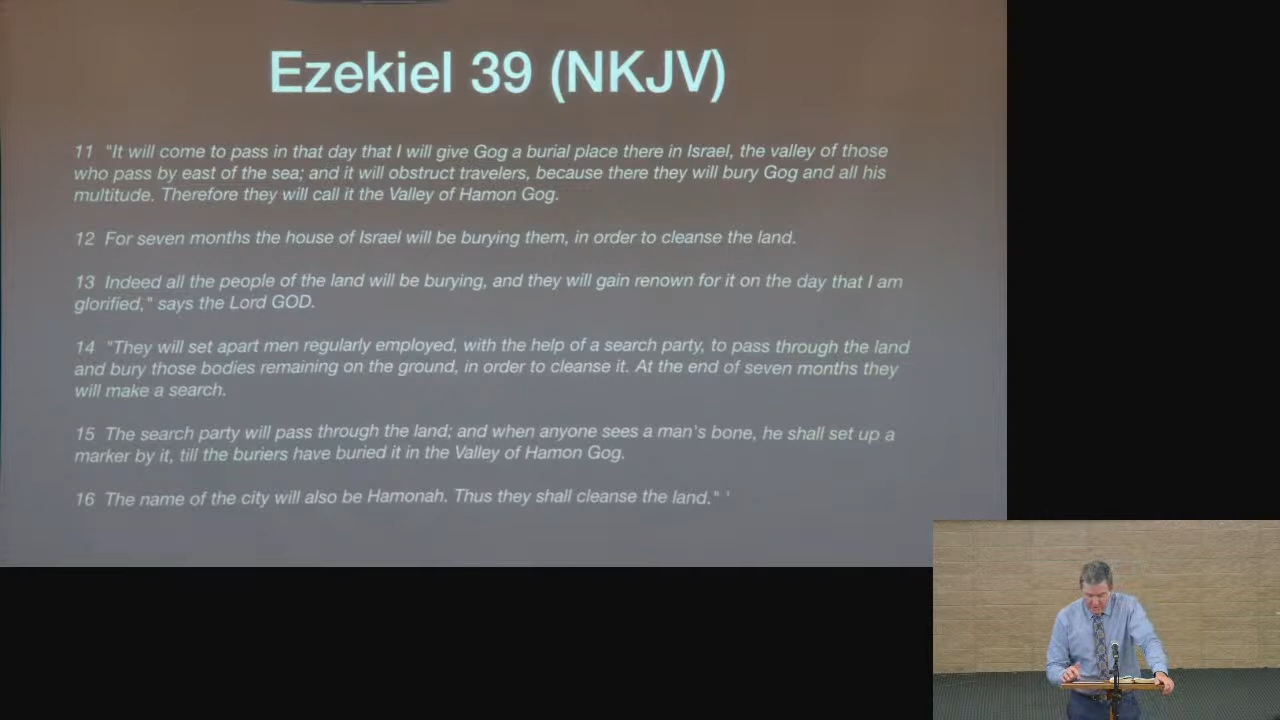 Ezekiel 39 (NKJV)
11 "It will come to pass in that day that I will give Gog a burial place there in Israel, the valley of those
who pass by east of the sea; and it will obstruct travelers, because there they will bury Gog and all his
multitude. Therefore they will call it the Valley of Hamon Gog.
12 For seven months the house of Israel will be burying them, in order to cleanse the land.
13 Indeed all the people of the land will be burying, and they will gain renown for it on the day that I am
glorified," says the Lord GOD.
14 "They will set apart men regularly employed, with the help of a search party, to pass through the land
and bury those bodies remaining on the ground, in order to cleanse it. At the end of seven months they
will make a search.
15 The search party will pass through the land; and when anyone sees a man's bone, he shall set up a
marker by it, till the buriers have buried it in the Valley of Hamon Gog.
16 The name of the city will also be Hamonah. Thus they shall cleanse the land." '